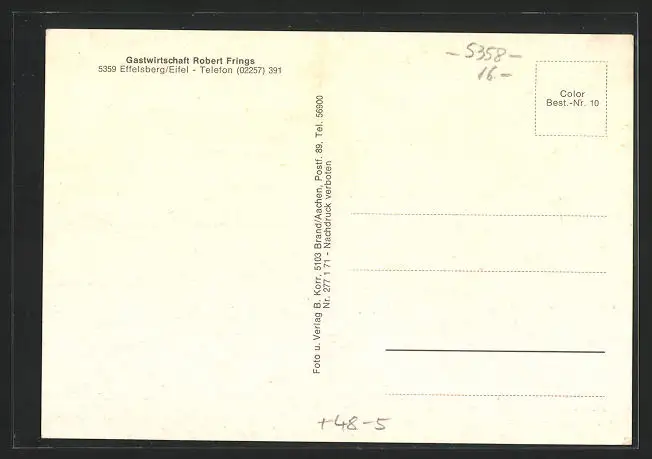 Gastwirtschaft Robert Frings
5359 Effelsberg/Eifel - Telefon (02257) 391
- 5358 -
16.-
Color
Best.-Nr. 10
Foto u. Verlag B. Korr, 5103 Brand/Aachen, Postf. 89, Tel. 56900
Nr. 277 1 71 - Nachdruck verboten
+48-5